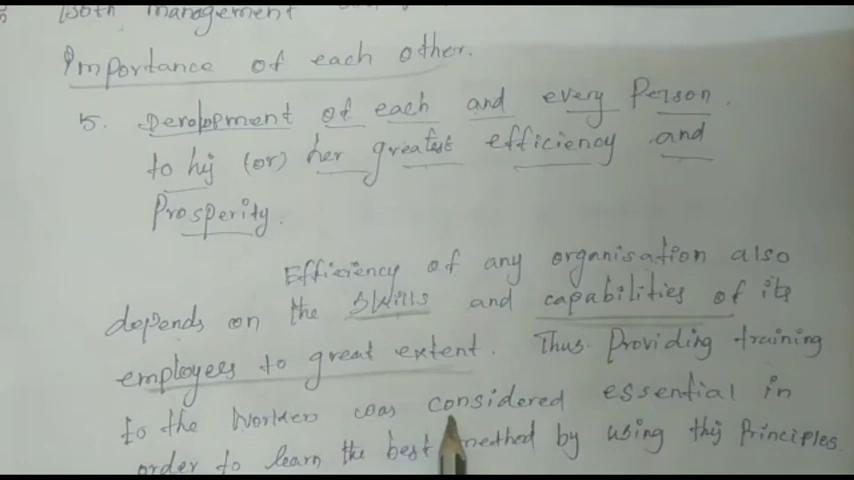 Both management
Importance of each other.
5. Development of each and every Person.
to his (or) her greatest efficiency and
Prosperity.
Efficiency of any organisation also
depends on the skills and capabilities of its
employees to great extent. Thus. Providing training
to the workers was considered essential in
order to learn the best method by using this Principles.